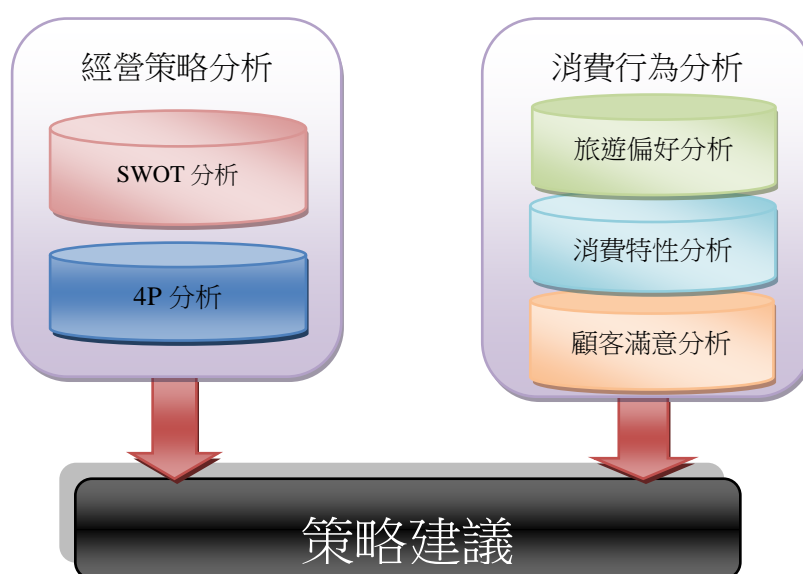 經營策略分析
SWOT 分析
4P 分析
消費行為分析
旅遊偏好分析
消費特性分析
顧客滿意分析
策略建議